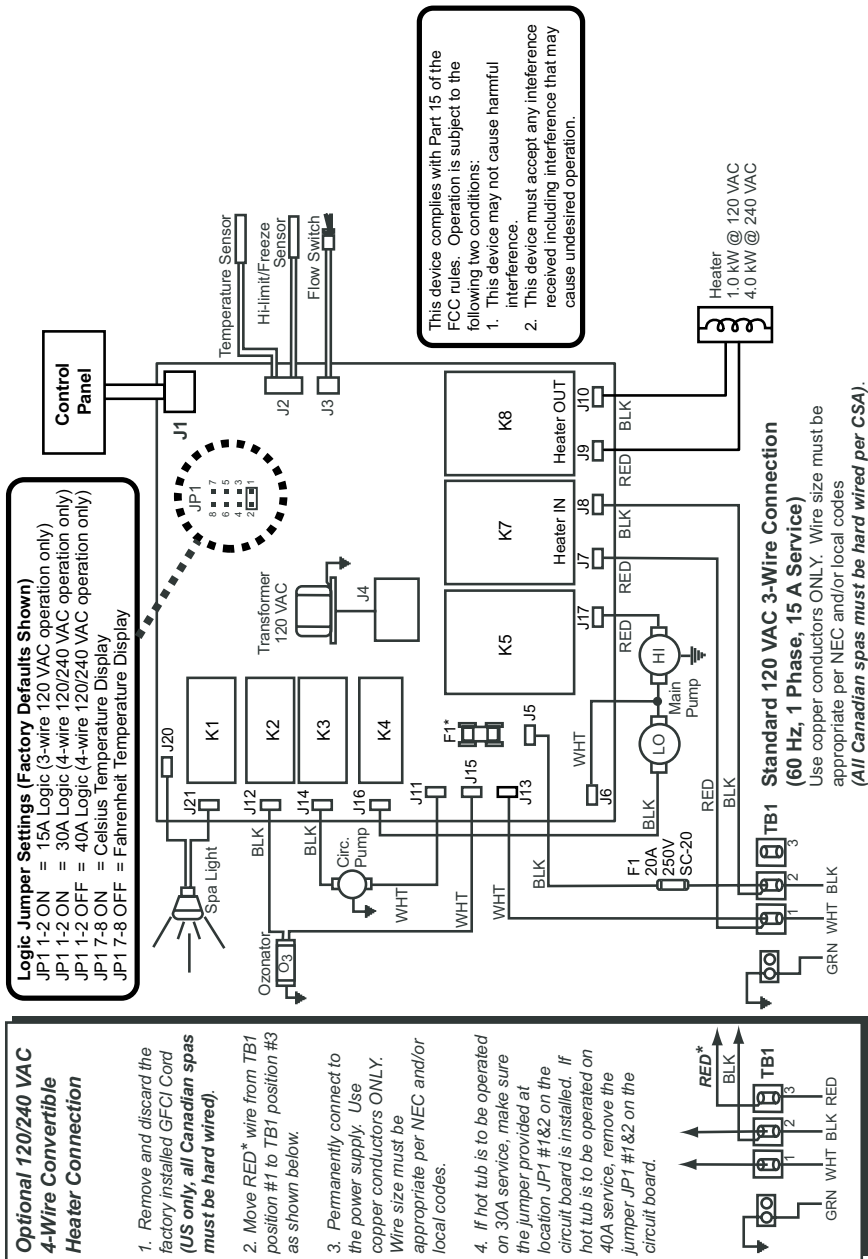 Optional 120/240 VAC
4-Wire Convertible
Heater Connection
1. Remove and discard the
factory installed GFCI Cord
(US only, all Canadian spas
must be hard wired).
2. Move RED* wire from TB1
position #1 to TB1 position #3
as shown below.
3. Permanently connect to
the power supply. Use
copper conductors ONLY.
Wire size must be
appropriate per NEC and/or
local codes.
4. If hot tub is to be operated
on 30A service, make sure
the jumper provided at
location JP1 #1&2 on the
circuit board is installed. If
hot tub is to be operated on
40A service, remove the
jumper JP1 #1&2 on the
circuit board.
RED*
BLK
TB1
1
2
3
GRN WHT BLK RED
Logic Jumper Settings (Factory Defaults Shown)
JP1 1-2 ON = 15A Logic (3-wire 120 VAC operation only)
JP1 1-2 ON = 30A Logic (4-wire 120/240 VAC operation only)
JP1 1-2 OFF = 40A Logic (4-wire 120/240 VAC operation only)
JP1 7-8 ON = Celsius Temperature Display
JP1 7-8 OFF = Fahrenheit Temperature Display
Control
Panel
J1
JP1
8 7
6 5
4 3
2 1
Temperature Sensor
Hi-limit/Freeze
Sensor
Flow Switch
J2
J3
Transformer
120 VAC
J4
Spa Light
J20
J21
K1
Ozonator
O3
BLK
J12
K2
Circ.
Pump
BLK
J14
K3
J16
K4
WHT
J11
WHT
J15
F1*
J13
J5
WHT
J6
K5
J17
RED
K7
Heater IN
J7
J8
RED
BLK
K8
Heater OUT
J9
J10
RED
BLK
LO
HI
Main
Pump
BLK
BLK
F1
20A
250V
SC-20
RED
BLK
TB1
1
2
3
GRN WHT BLK
Heater
1.0 kW @ 120 VAC
4.0 kW @ 240 VAC
This device complies with Part 15 of the
FCC rules. Operation is subject to the
following two conditions:
1. This device may not cause harmful
interference.
2. This device must accept any inteference
received including interference that may
cause undesired operation.
Standard 120 VAC 3-Wire Connection
(60 Hz, 1 Phase, 15 A Service)
Use copper conductors ONLY. Wire size must be
appropriate per NEC and/or local codes
(All Canadian spas must be hard wired per CSA).